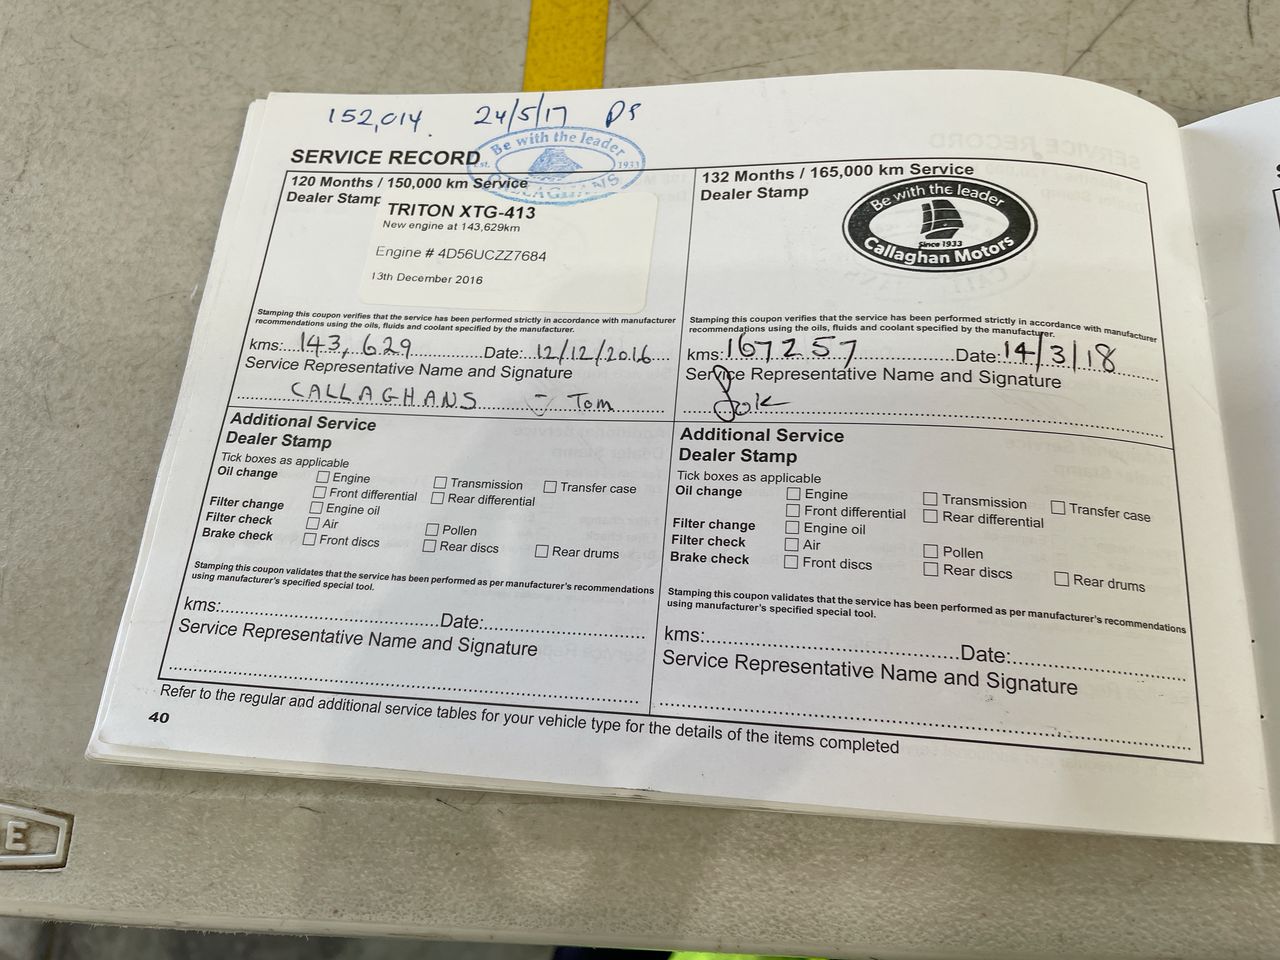 152,014. 24/5/17 DS
Be with the leader
est. 1933
CALLAGHANS
SERVICE RECORD
120 Months / 150,000 km Service
Dealer Stamp
TRITON XTG-413
New engine at 143,629km
Engine # 4D56UCZZ7684
13th December 2016
Stamping this coupon verifies that the service has been performed strictly in accordance with manufacturer
recommendations using the oils, fluids and coolant specified by the manufacturer.
kms: 143,629 Date: 12/12/2016
Service Representative Name and Signature
CALLAGHANS - Tom
Additional Service
Dealer Stamp
Tick boxes as applicable
Oil change Engine Transmission Transfer case
Front differential Rear differential
Filter change Engine oil
Filter check Air Pollen
Brake check Front discs Rear discs Rear drums
Stamping this coupon validates that the service has been performed as per manufacturer's recommendations
using manufacturer's specified special tool.
kms: Date:
Service Representative Name and Signature
132 Months / 165,000 km Service
Dealer Stamp
Be with the leader
Since 1933
Callaghan Motors
Stamping this coupon verifies that the service has been performed strictly in accordance with manufacturer
recommendations using the oils, fluids and coolant specified by the manufacturer.
kms: 167257 Date: 14/3/18
Service Representative Name and Signature
Additional Service
Dealer Stamp
Tick boxes as applicable
Oil change Engine Transmission Transfer case
Front differential Rear differential
Filter change Engine oil
Filter check Air Pollen
Brake check Front discs Rear discs Rear drums
Stamping this coupon validates that the service has been performed as per manufacturer's recommendations
using manufacturer's specified special tool.
kms: Date:
Service Representative Name and Signature
Refer to the regular and additional service tables for your vehicle type for the details of the items completed
40
E